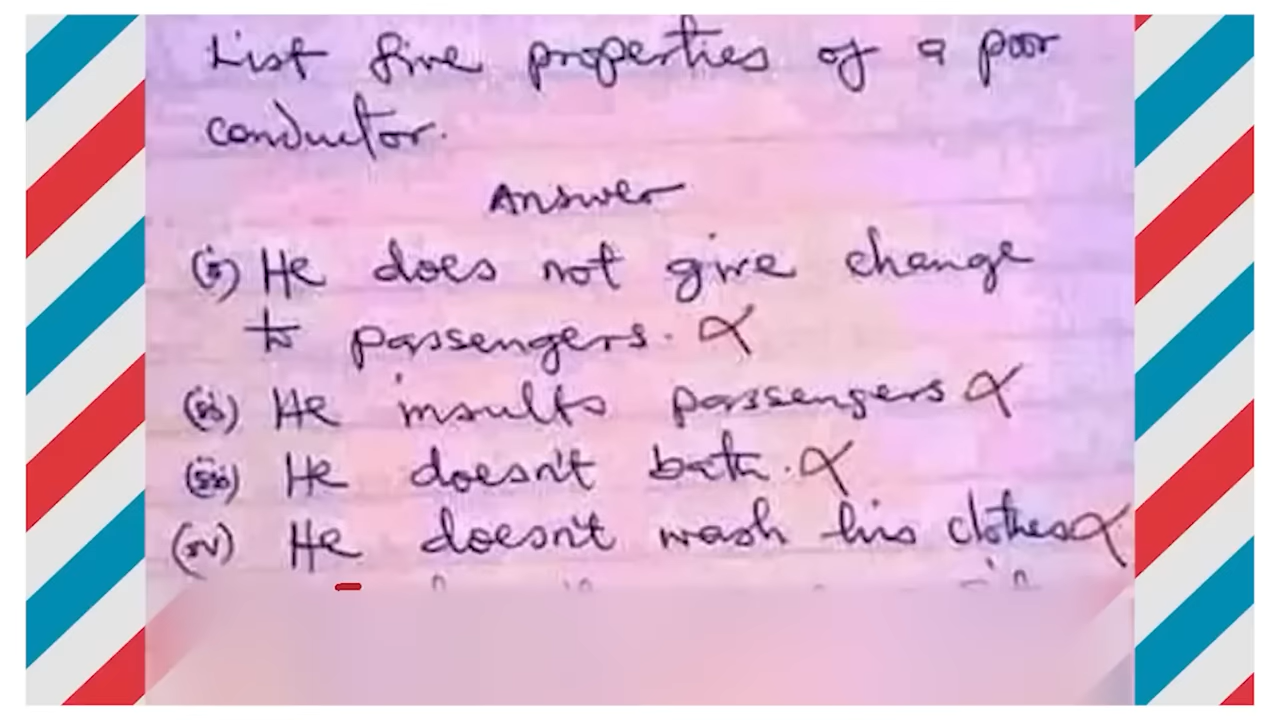 List five properties of a poor
conductor.
Answer
(i) He does not give change
to passengers.
(ii) He insults passengers
(iii) He doesn't bath.
(iv) He doesn't wash his clothes